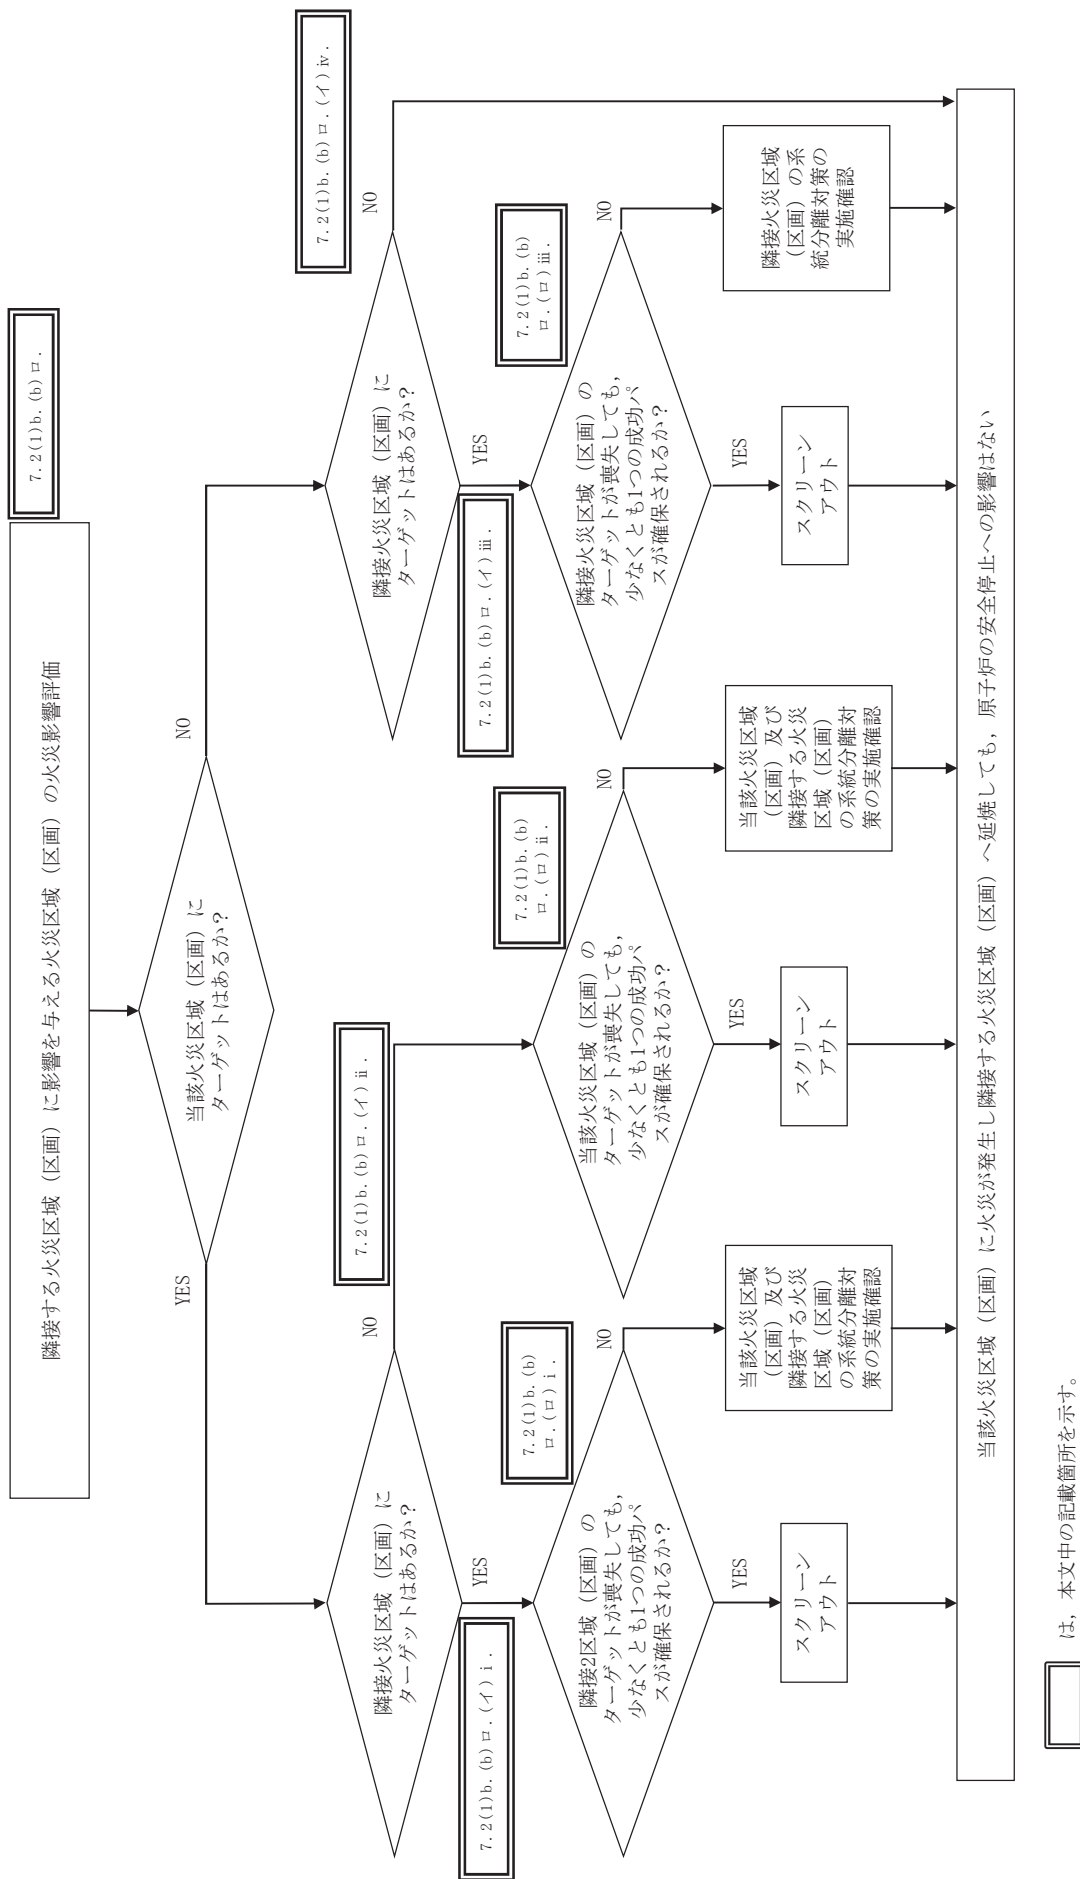 7.2(1)b.(b)ロ.
隣接する火災区域（区画）に影響を与える火災区域（区画）の火災影響評価
当該火災区域（区画）に
ターゲットはあるか？
YES
NO
隣接火災区域（区画）に
ターゲットはあるか？
NO
7.2(1)b.(b)ロ.(イ)ii.
隣接火災区域（区画）に
ターゲットはあるか？
NO
7.2(1)b.(b)ロ.(イ)iv.
7.2(1)b.(b)ロ.(イ)i.
YES
7.2(1)b.(b)ロ.(イ)iii.
YES
隣接2区域（区画）の
ターゲットが喪失しても，
少なくとも1つの成功パ
スが確保されるか？
7.2(1)b.(b)
ロ.(ロ)i.
NO
YES
当該火災区域（区画）の
ターゲットが喪失しても，
少なくとも1つの成功パ
スが確保されるか？
7.2(1)b.(b)
ロ.(ロ)ii.
NO
YES
隣接火災区域（区画）の
ターゲットが喪失しても，
少なくとも1つの成功パ
スが確保されるか？
7.2(1)b.(b)
ロ.(ロ)iii.
NO
YES
スクリーン
アウト
当該火災区域
（区画）及び
隣接する火災
区域（区画）
の系統分離対
策の実施確認
スクリーン
アウト
当該火災区域
（区画）及び
隣接する火災
区域（区画）
の系統分離対
策の実施確認
スクリーン
アウト
隣接火災区域
（区画）の系
統分離対策の
実施確認
当該火災区域（区画）に火災が発生し隣接する火災区域（区画）へ延焼しても，原子炉の安全停止への影響はない
は，本文中の記載箇所を示す。